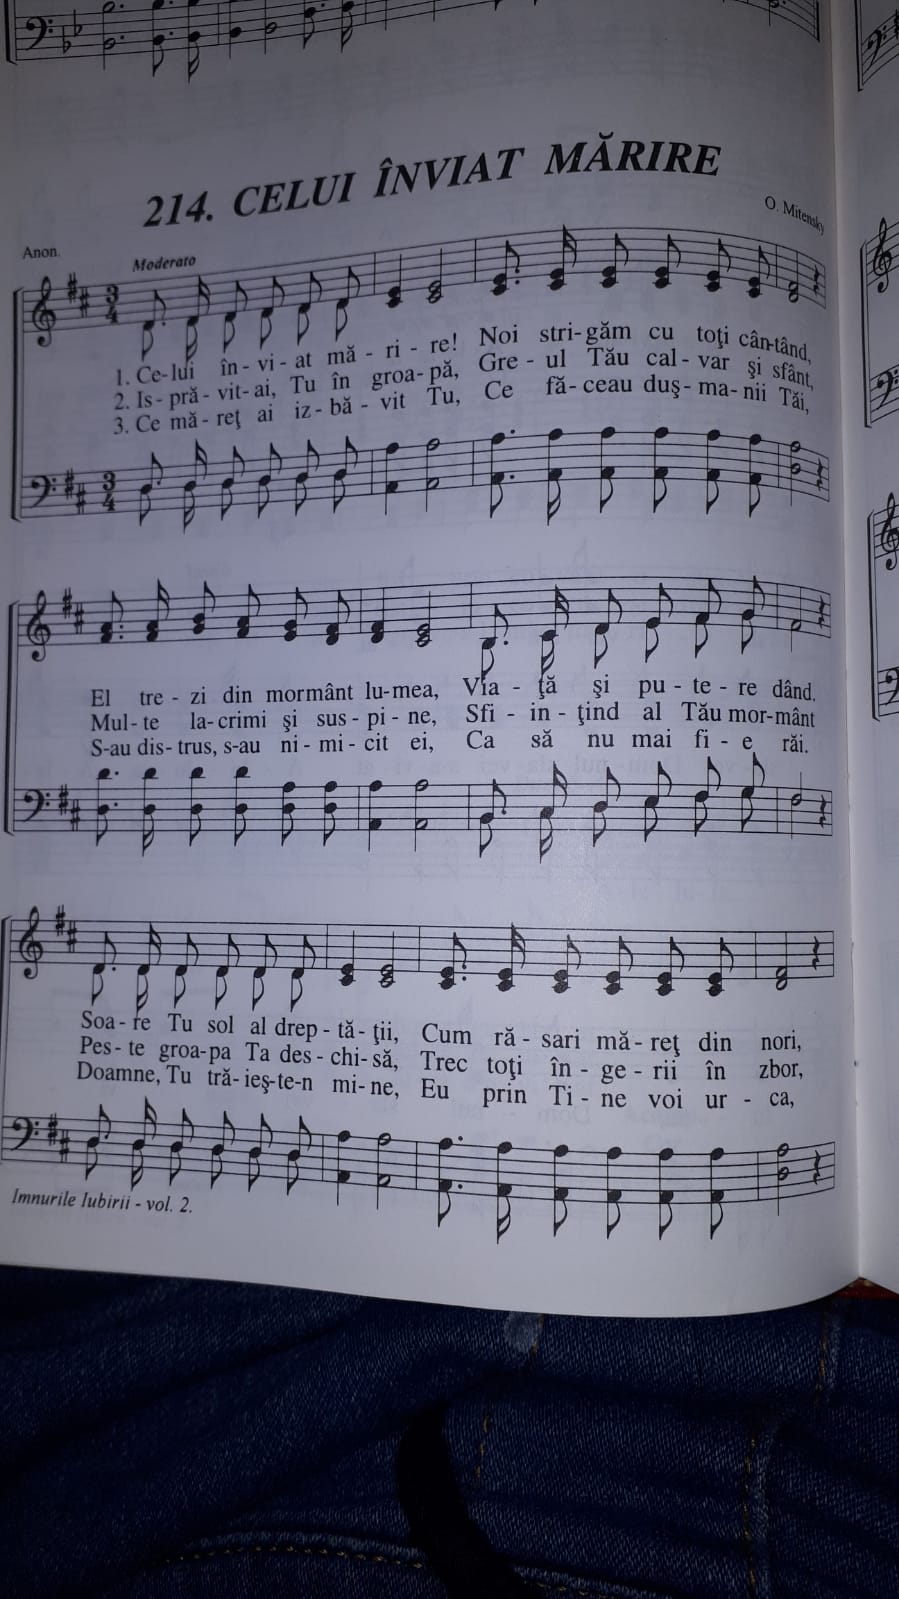 214. CELUI ÎNVIAT MĂRIRE
Anon.
O. Mitensky
Moderato
1. Ce-lui în-vi-at mă-ri-re! Noi stri-găm cu toţi cân-tând,
2. Is-pră-vit-ai, Tu în groa-pă, Gre-ul Tău cal-var şi sfânt,
3. Ce mă-reţ ai iz-bă-vit Tu, Ce fă-ceau duş-ma-nii Tăi,
El tre-zi din mormânt lu-mea, Via-ţă şi pu-te-re dând.
Mul-te la-crimi şi sus-pi-ne, Sfi-in-ţind al Tău mor-mânt
S-au dis-trus, s-au ni-mi-cit ei, Ca să nu mai fi-e răi.
Soa-re Tu sol al drep-tă-ţii, Cum ră-sari mă-reţ din nori,
Pes-te groa-pa Ta des-chi-să, Trec toţi în-ge-rii în zbor,
Doamne, Tu tră-ieş-te-n mi-ne, Eu prin Ti-ne voi ur-ca,
Imnurile Iubirii - vol. 2.